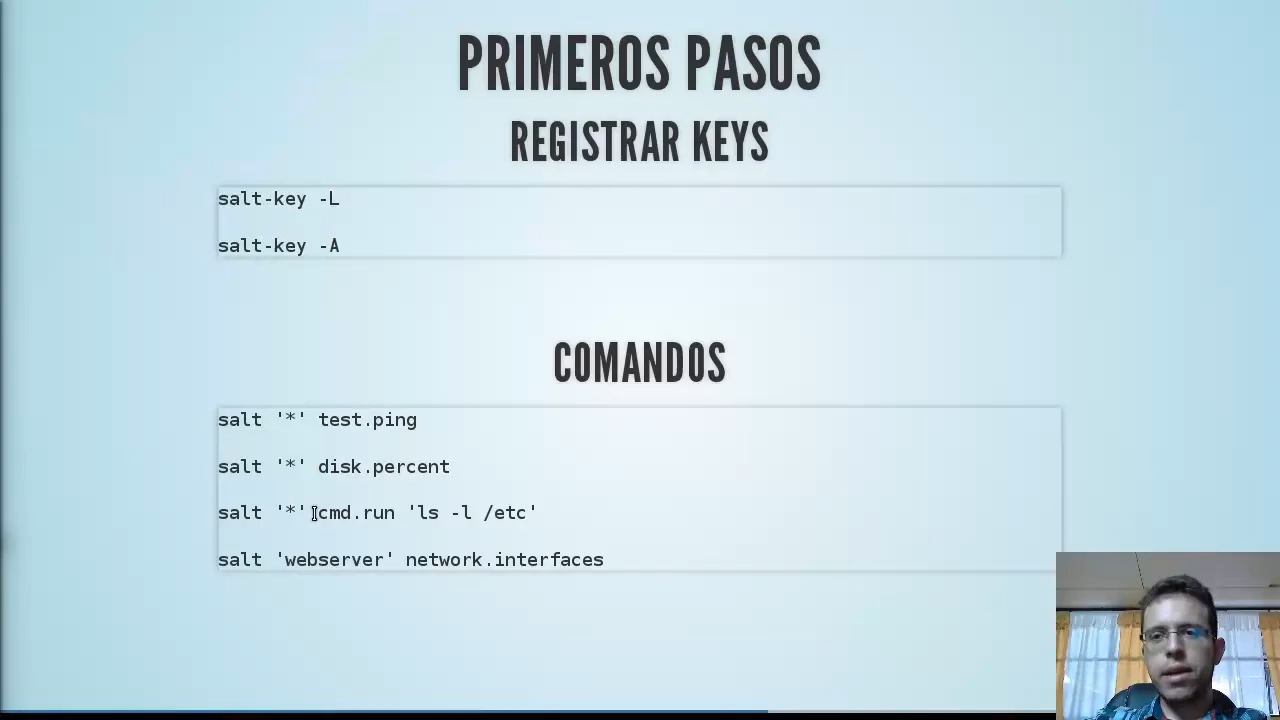 PRIMEROS PASOS
REGISTRAR KEYS
salt-key -L
salt-key -A
COMANDOS
salt '*' test.ping
salt '*' disk.percent
salt '*' cmd.run 'ls -l /etc'
salt 'webserver' network.interfaces